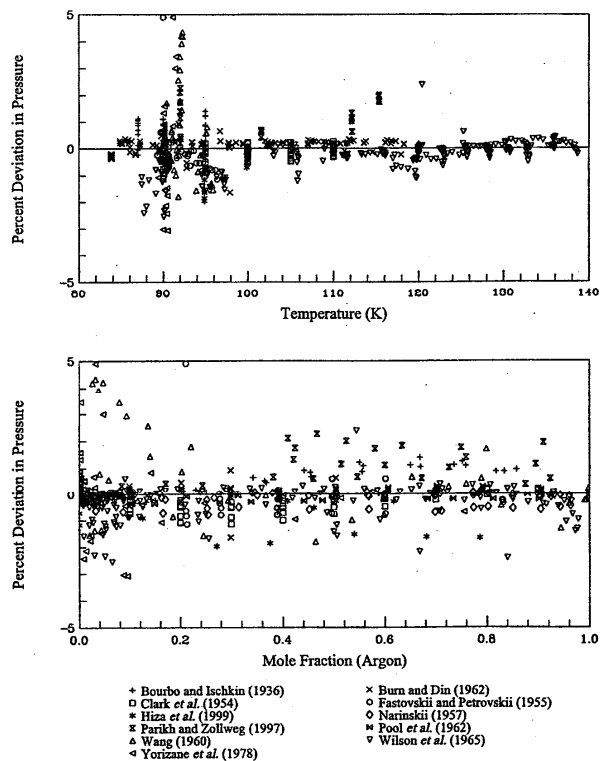 Percent Deviation in Pressure
5
0
-5
60 70 80 90 100 110 120 130 140
Temperature (K)
Percent Deviation in Pressure
5
0
-5
0.0 0.2 0.4 0.6 0.8 1.0
Mole Fraction (Argon)
+ Bourbo and Ischkin (1936)
□ Clark et al. (1954)
* Hiza et al. (1999)
⧖ Parikh and Zollweg (1997)
△ Wang (1960)
◁ Yorizane et al. (1978)
× Burn and Din (1962)
○ Fastovskii and Petrovskii (1955)
◇ Narinskii (1957)
⋈ Pool et al. (1962)
▽ Wilson et al. (1965)